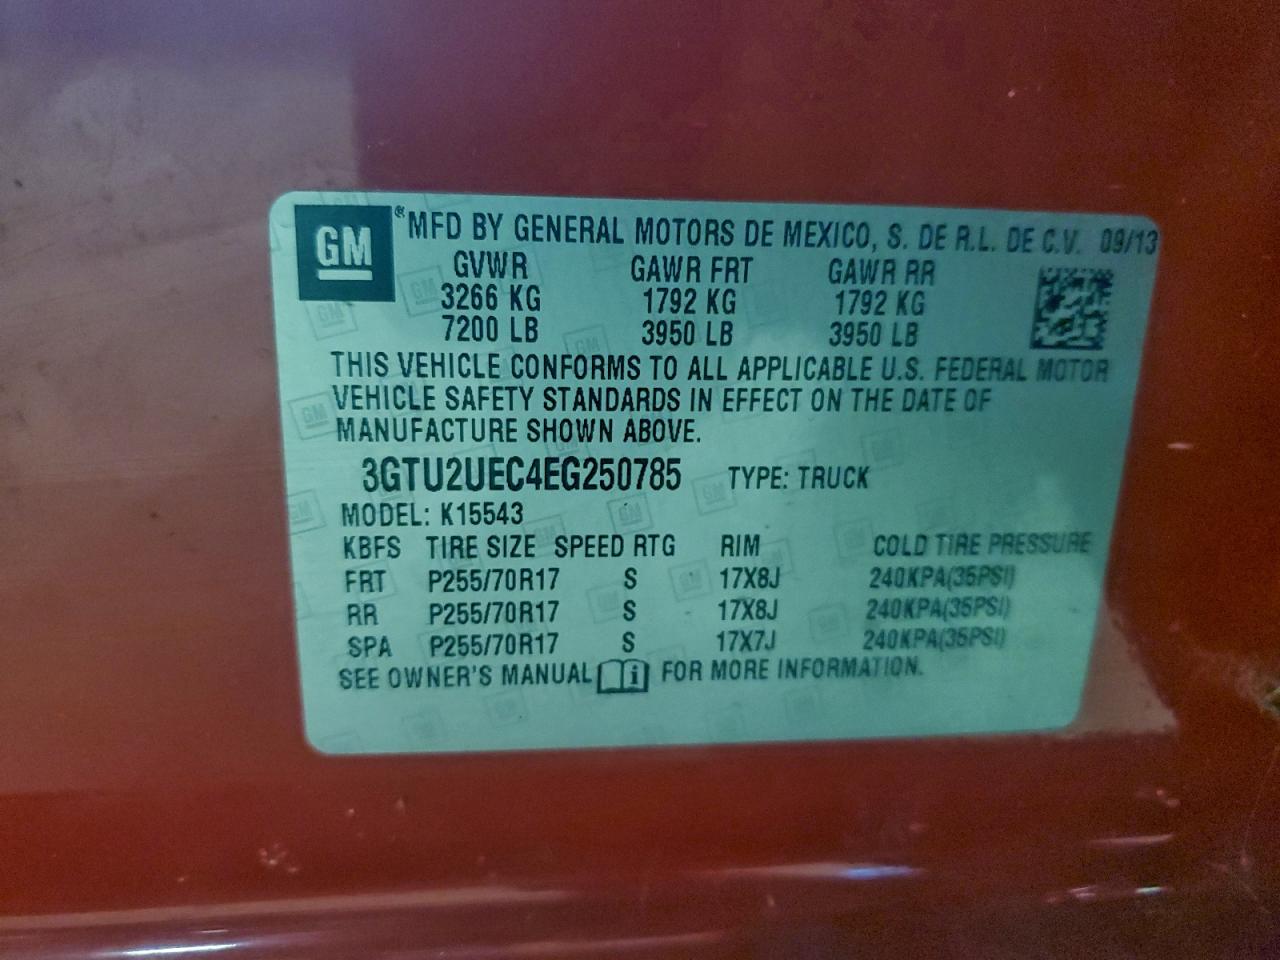 GM ® MFD BY GENERAL MOTORS DE MEXICO, S. DE R.L. DE C.V. 09/13
GVWR GAWR FRT GAWR RR
3266 KG 1792 KG 1792 KG
7200 LB 3950 LB 3950 LB
THIS VEHICLE CONFORMS TO ALL APPLICABLE U.S. FEDERAL MOTOR
VEHICLE SAFETY STANDARDS IN EFFECT ON THE DATE OF
MANUFACTURE SHOWN ABOVE.
3GTU2UEC4EG250785 TYPE: TRUCK
MODEL: K15543
KBFS TIRE SIZE SPEED RTG RIM COLD TIRE PRESSURE
FRT P255/70R17 S 17X8J 240KPA(35PSI)
RR P255/70R17 S 17X8J 240KPA(35PSI)
SPA P255/70R17 S 17X7J 240KPA(35PSI)
SEE OWNER'S MANUAL i FOR MORE INFORMATION.